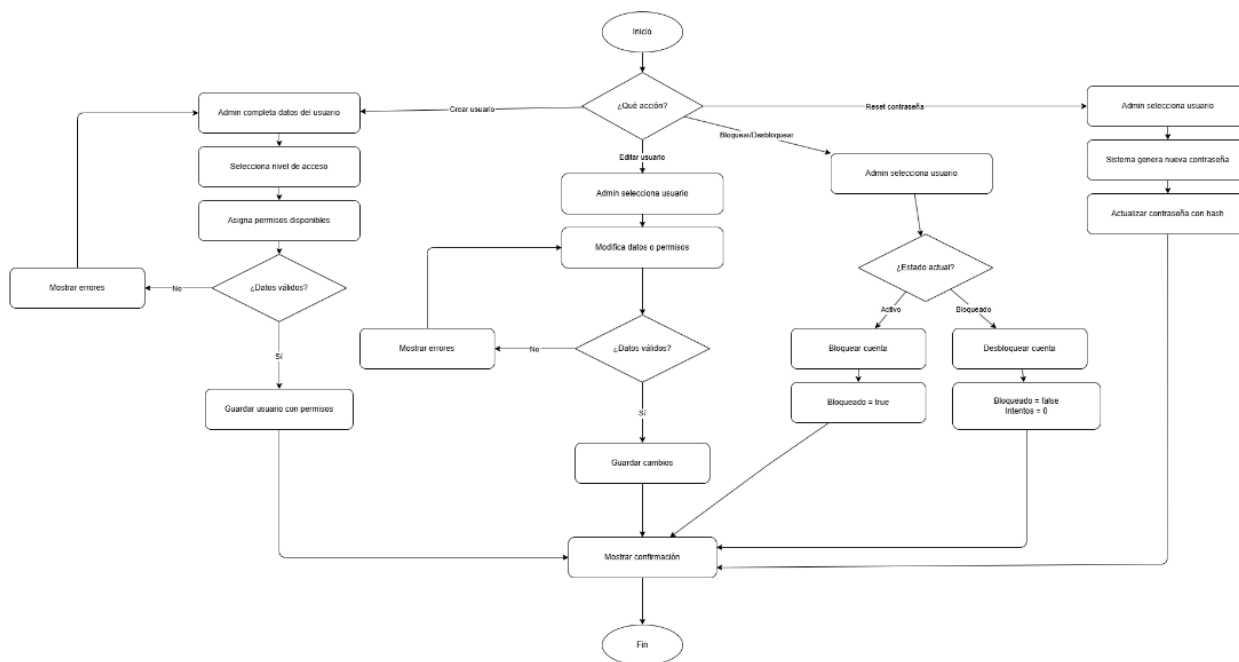 Inicio
¿Qué acción?
Crear usuario
Reset contraseña
Bloquear/Desbloquear
Editar usuario
Admin completa datos del usuario
Selecciona nivel de acceso
Asigna permisos disponibles
¿Datos válidos?
No
Mostrar errores
Sí
Guardar usuario con permisos
Admin selecciona usuario
Modifica datos o permisos
¿Datos válidos?
No
Mostrar errores
Sí
Guardar cambios
Admin selecciona usuario
¿Estado actual?
Activo
Bloqueado
Bloquear cuenta
Desbloquear cuenta
Bloqueado = true
Bloqueado = false
Intentos = 0
Admin selecciona usuario
Sistema genera nueva contraseña
Actualizar contraseña con hash
Mostrar confirmación
Fin